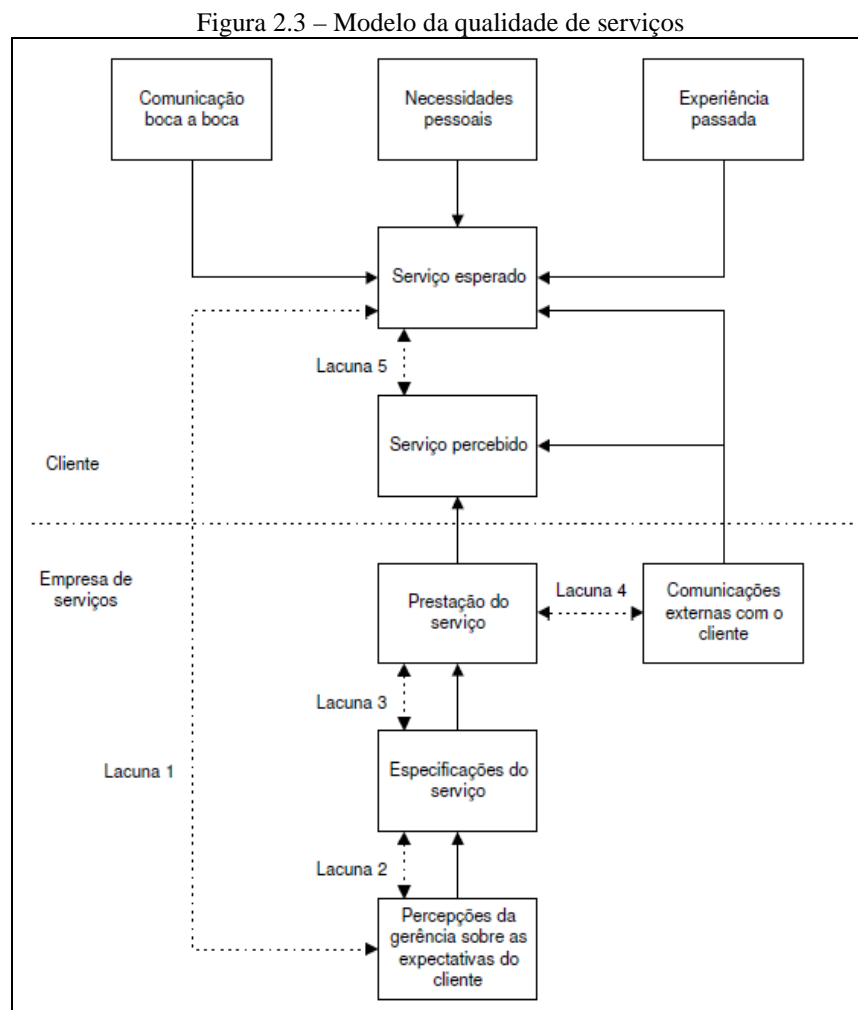 Figura 2.3 – Modelo da qualidade de serviços
Comunicação
boca a boca
Necessidades
pessoais
Experiência
passada
Serviço esperado
Lacuna 5
Serviço percebido
Cliente
Empresa de
serviços
Prestação do
serviço
Lacuna 4
Comunicações
externas com o
cliente
Lacuna 3
Lacuna 1
Especificações do
serviço
Lacuna 2
Percepções da
gerência sobre as
expectativas do
cliente